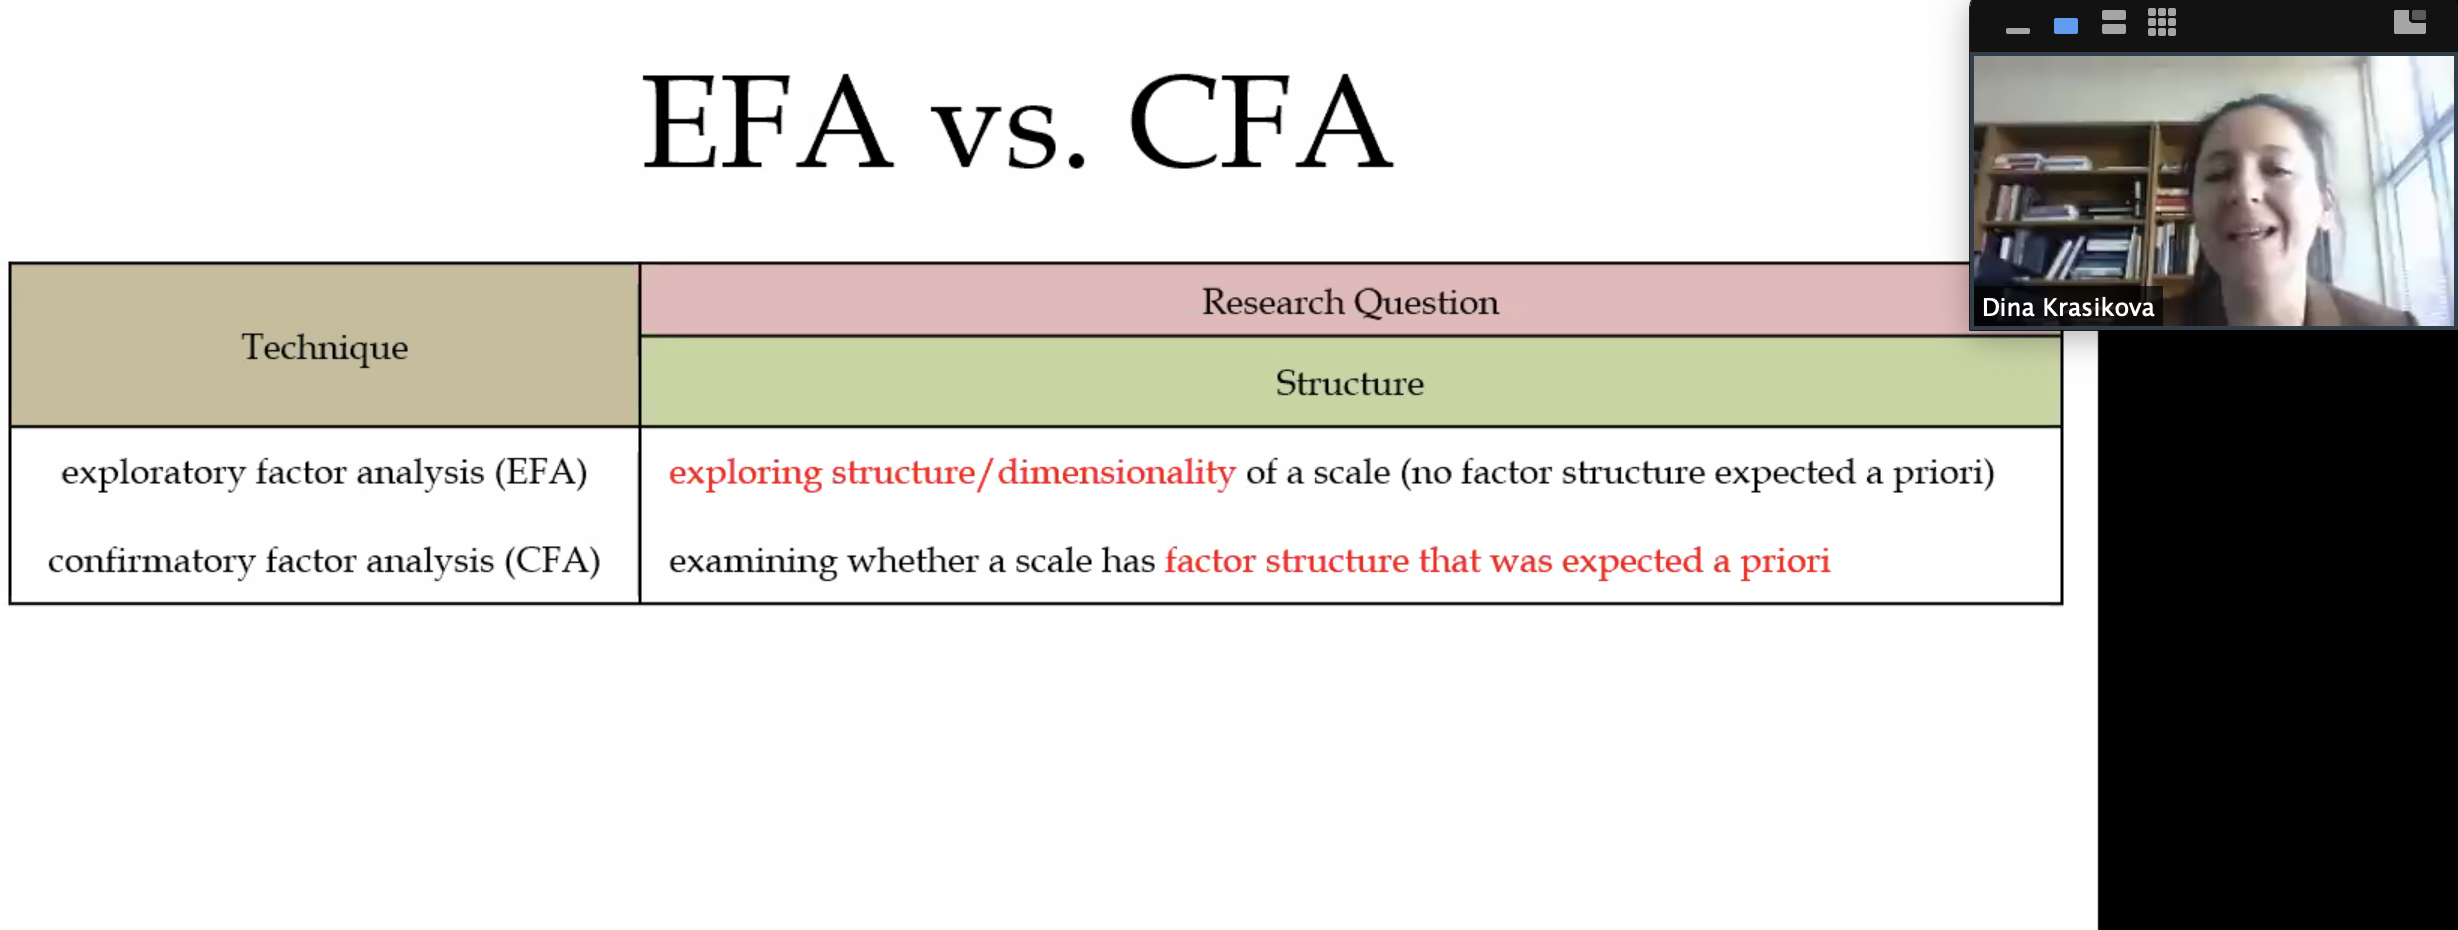 EFA vs. CFA
Dina Krasikova
Technique
Research Question
Structure
exploratory factor analysis (EFA)
exploring structure/dimensionality of a scale (no factor structure expected a priori)
confirmatory factor analysis (CFA)
examining whether a scale has factor structure that was expected a priori